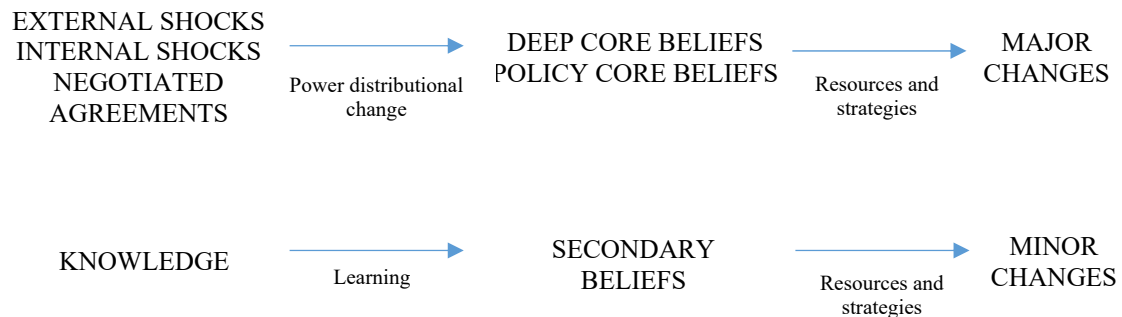 EXTERNAL SHOCKS
INTERNAL SHOCKS
NEGOTIATED
AGREEMENTS
Power distributional
change
DEEP CORE BELIEFS
POLICY CORE BELIEFS
Resources and
strategies
MAJOR
CHANGES
KNOWLEDGE
Learning
SECONDARY
BELIEFS
Resources and
strategies
MINOR
CHANGES